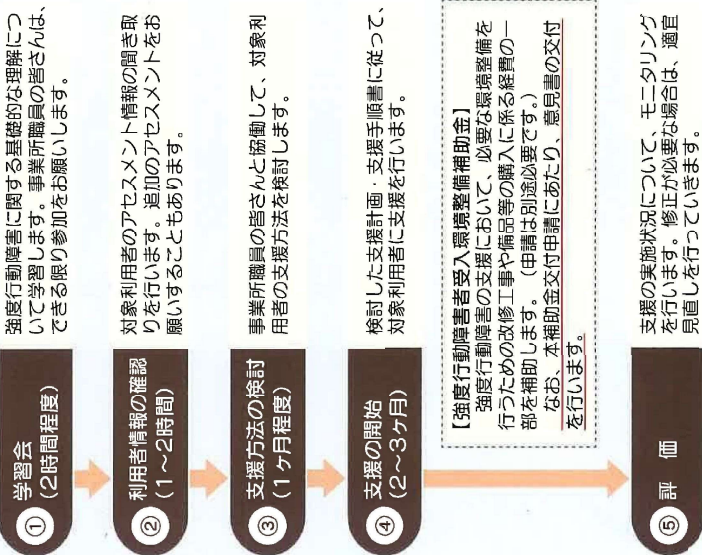 ① 学習会
(2時間程度)
強度行動障害に関する基礎的な理解につ
いて学習します。事業所職員の皆さんは、
できる限り参加をお願いします。
② 利用者情報の確認
(1～2時間)
対象利用者のアセスメント情報の聞き取
りを行います。追加のアセスメントをお
願いすることもあります。
③ 支援方法の検討
(1ヶ月程度)
事業所職員の皆さんと協働して、対象利
用者の支援方法を検討します。
④ 支援の開始
(2～3ヶ月)
検討した支援計画・支援手順書に従って、
対象利用者に支援を行います。
【強度行動障害者受入環境整備補助金】
強度行動障害の支援において、必要な環境整備を
行うための改修工事や備品等の購入に係る経費の一
部を補助します。(申請は別途必要です。)
なお、本補助金交付申請にあたり、意見書の交付
を行います。
⑤ 評 価
支援の実施状況について、モニタリング
を行います。修正が必要な場合は、適宜
見直しを行っていきます。